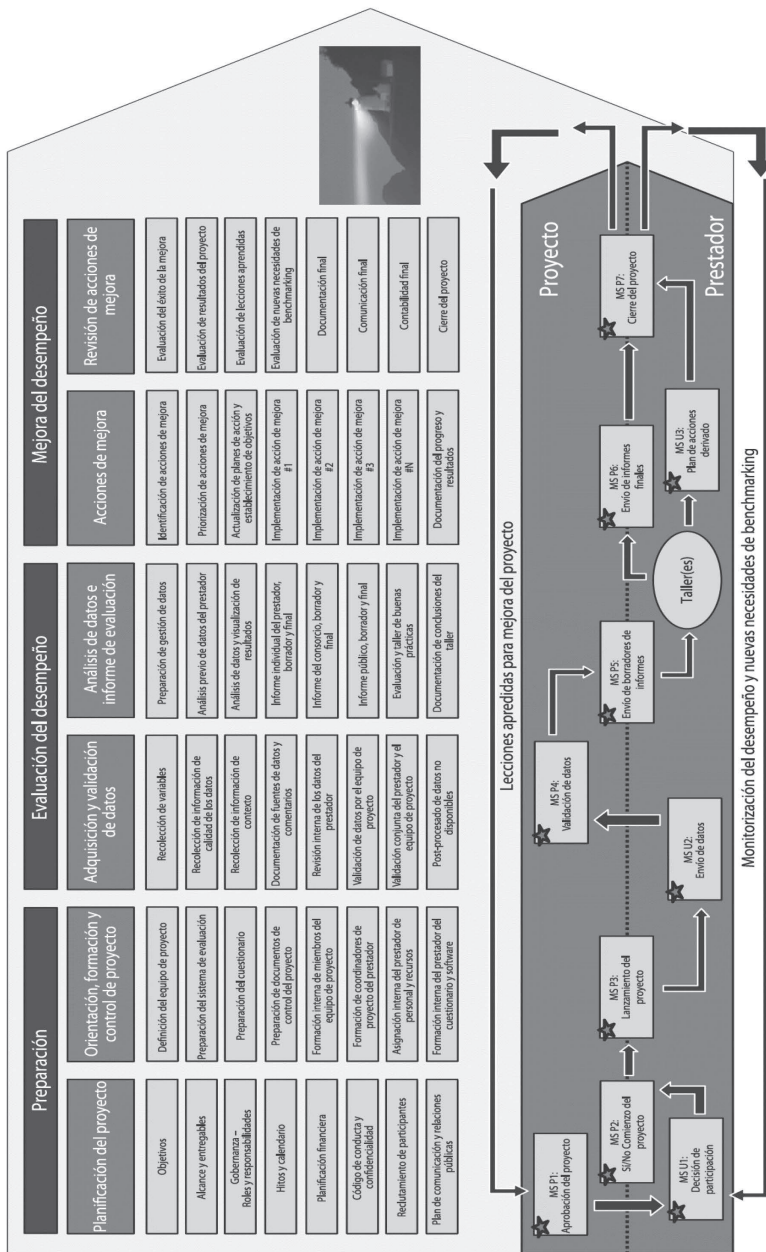 Preparación
Evaluación del desempeño
Mejora del desempeño
Planificación del proyecto
Orientación, formación y
control de proyecto
Adquisición y validación
de datos
Análisis de datos e
informe de evaluación
Acciones de mejora
Revisión de acciones de
mejora
Objetivos
Alcance y entregables
Gobernanza –
Roles y responsabilidades
Hitos y calendario
Planificación financiera
Código de conducta y
confidencialidad
Reclutamiento de participantes
Plan de comunicación y relaciones
públicas
Definición del equipo de proyecto
Preparación del sistema de evaluación
Preparación del cuestionario
Preparación de documentos de
control del proyecto
Formación interna de miembros del
equipo de proyecto
Formación de coordinadores de
proyecto del prestador
Asignación interna del prestador de
personal y recursos
Formación interna del prestador del
cuestionario y software
Recolección de variables
Recolección de información de
calidad de los datos
Recolección de información de
contexto
Documentación de fuentes de datos y
comentarios
Revisión interna de los datos del
prestador
Validación de datos por el equipo de
proyecto
Validación conjunta del prestador y el
equipo de proyecto
Post-procesado de datos no
disponibles
Preparación de gestión de datos
Análisis previo de datos del prestador
Análisis de datos y visualización de
resultados
Informe individual del prestador,
borrador y final
Informe del consorcio, borrador y
final
Informe público, borrador y final
Evaluación y taller de buenas
prácticas
Documentación de conclusiones del
taller
Identificación de acciones de mejora
Priorización de acciones de mejora
Actualización de planes de acción y
establecimiento de objetivos
Implementación de acción de mejora
#1
Implementación de acción de mejora
#2
Implementación de acción de mejora
#3
Implementación de acción de mejora
#N
Documentación del progreso y
resultados
Evaluación del éxito de la mejora
Evaluación de resultados del proyecto
Evaluación de lecciones aprendidas
Evaluación de nuevas necesidades de
benchmarking
Documentación final
Comunicación final
Contabilidad final
Cierre del proyecto
Lecciones apredidas para mejora del proyecto
Proyecto
Prestador
MS P1:
Aprobación del proyecto
MS P2:
Sí/No Comienzo del
proyecto
MS U1:
Decisión de
participación
MS P3:
Lanzamiento del
proyecto
MS U2:
Envío de datos
MS P4:
Validación de datos
MS P5:
Envío de borradores de
informes
Taller(es)
MS P6:
Envío de informes
finales
MS U3:
Plan de acciones
derivado
MS P7:
Cierre del proyecto
Monitorización del desempeño y nuevas necesidades de benchmarking